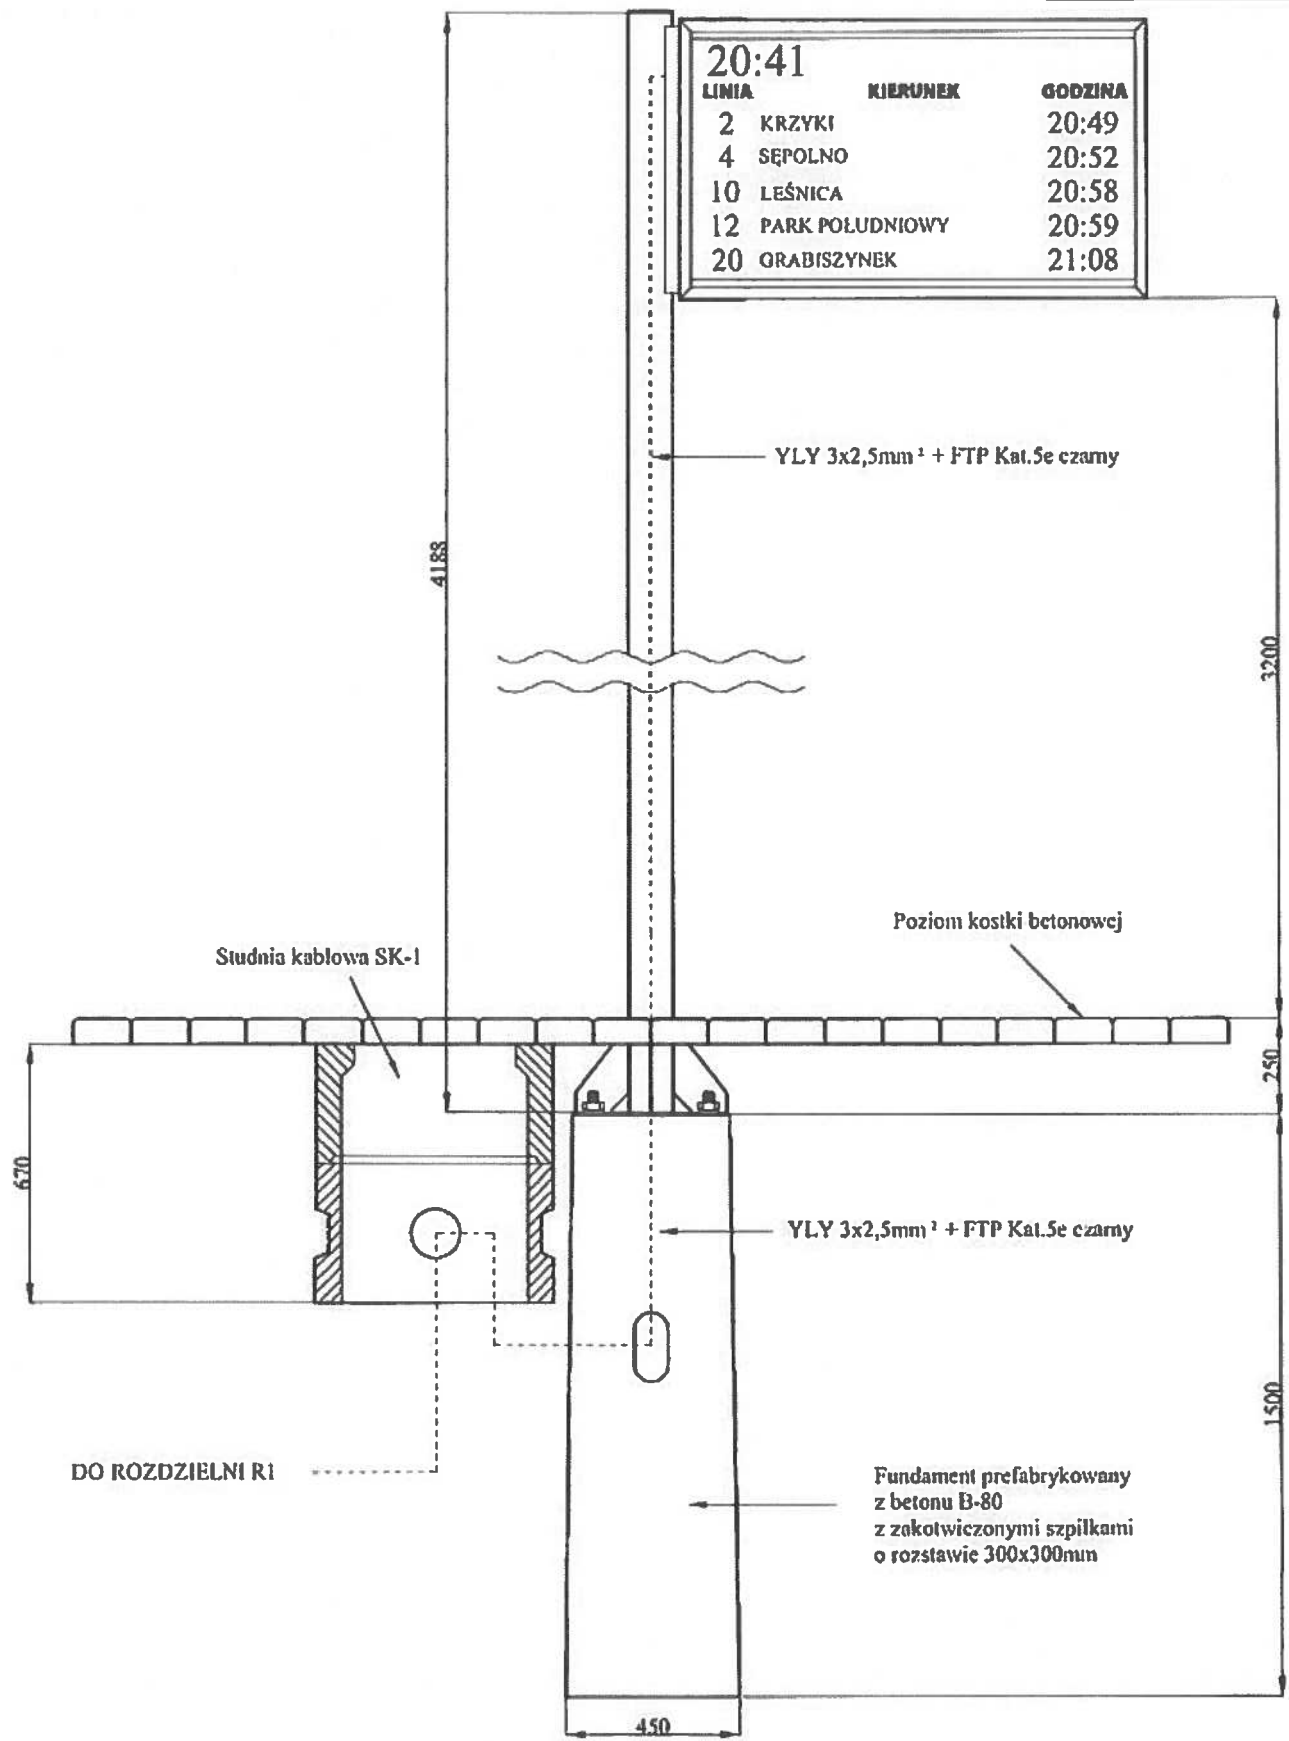 20:41
LINIA KIERUNEK GODZINA
2 KRZYKI 20:49
4 SĘPOLNO 20:52
10 LEŚNICA 20:58
12 PARK POŁUDNIOWY 20:59
20 GRABISZYNEK 21:08
YLY 3x2,5mm² + FTP Kat.5e czarny
4188
3200
Poziom kostki betonowej
Studnia kablowa SK-1
250
670
YLY 3x2,5mm² + FTP Kat.5e czarny
1500
DO ROZDZIELNI R1
Fundament prefabrykowany
z betonu B-80
z zakotwiczonymi szpilkami
o rozstawie 300x300mm
450